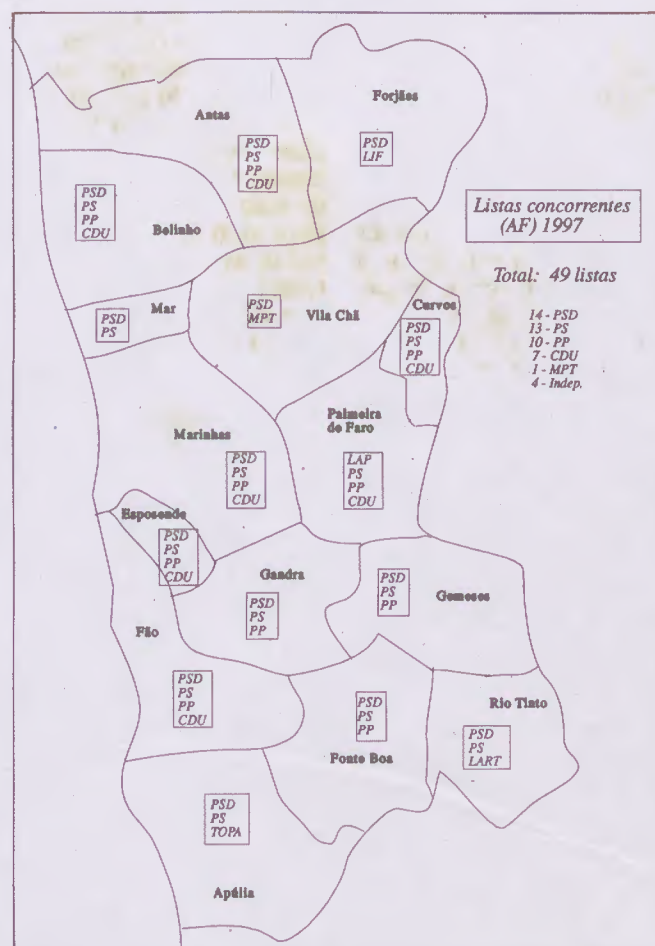 Antas
PSD
PS
PP
CDU
Forjães
PSD
LIF
PSD
PS
PP
CDU
Belinho
Listas concorrentes
(AF) 1997
Total: 49 listas
14 - PSD
13 - PS
10 - PP
7 - CDU
1 - MPT
4 - Indep.
Mar
PSD
PS
PSD
MPT
Vila Chã
Curvos
PSD
PS
PP
CDU
Marinhas
PSD
PS
PP
CDU
Palmeira
de Faro
LAP
PS
PP
CDU
Esposende
PSD
PS
PP
CDU
Gandra
PSD
PS
PP
PSD
PS
PP
Gemeses
Fão
PSD
PS
PP
CDU
PSD
PS
PP
Fonte Boa
Rio Tinto
PSD
PS
LART
PSD
PS
TOPA
Apúlia